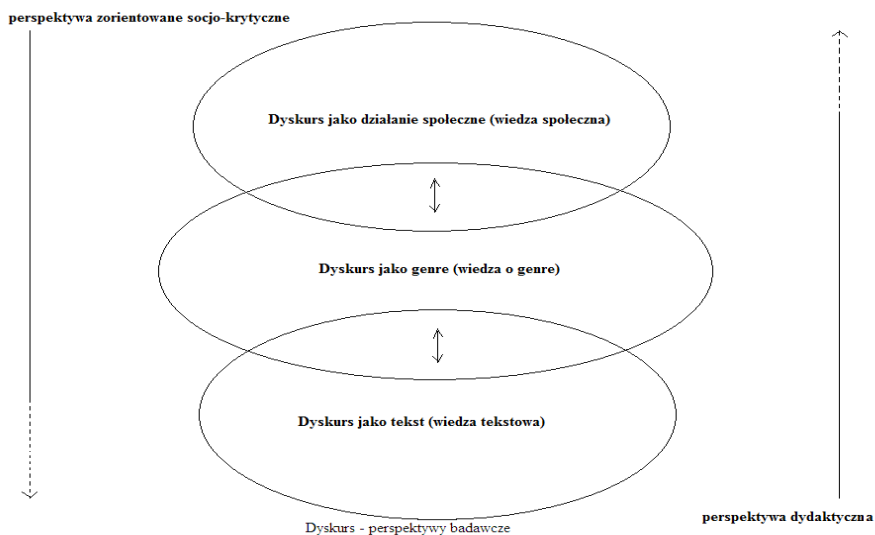 perspektywa zorientowane socjo-krytyczne
Dyskurs jako działanie społeczne (wiedza społeczna)
Dyskurs jako genre (wiedza o genre)
Dyskurs jako tekst (wiedza tekstowa)
perspektywa dydaktyczna
Dyskurs - perspektywy badawcze